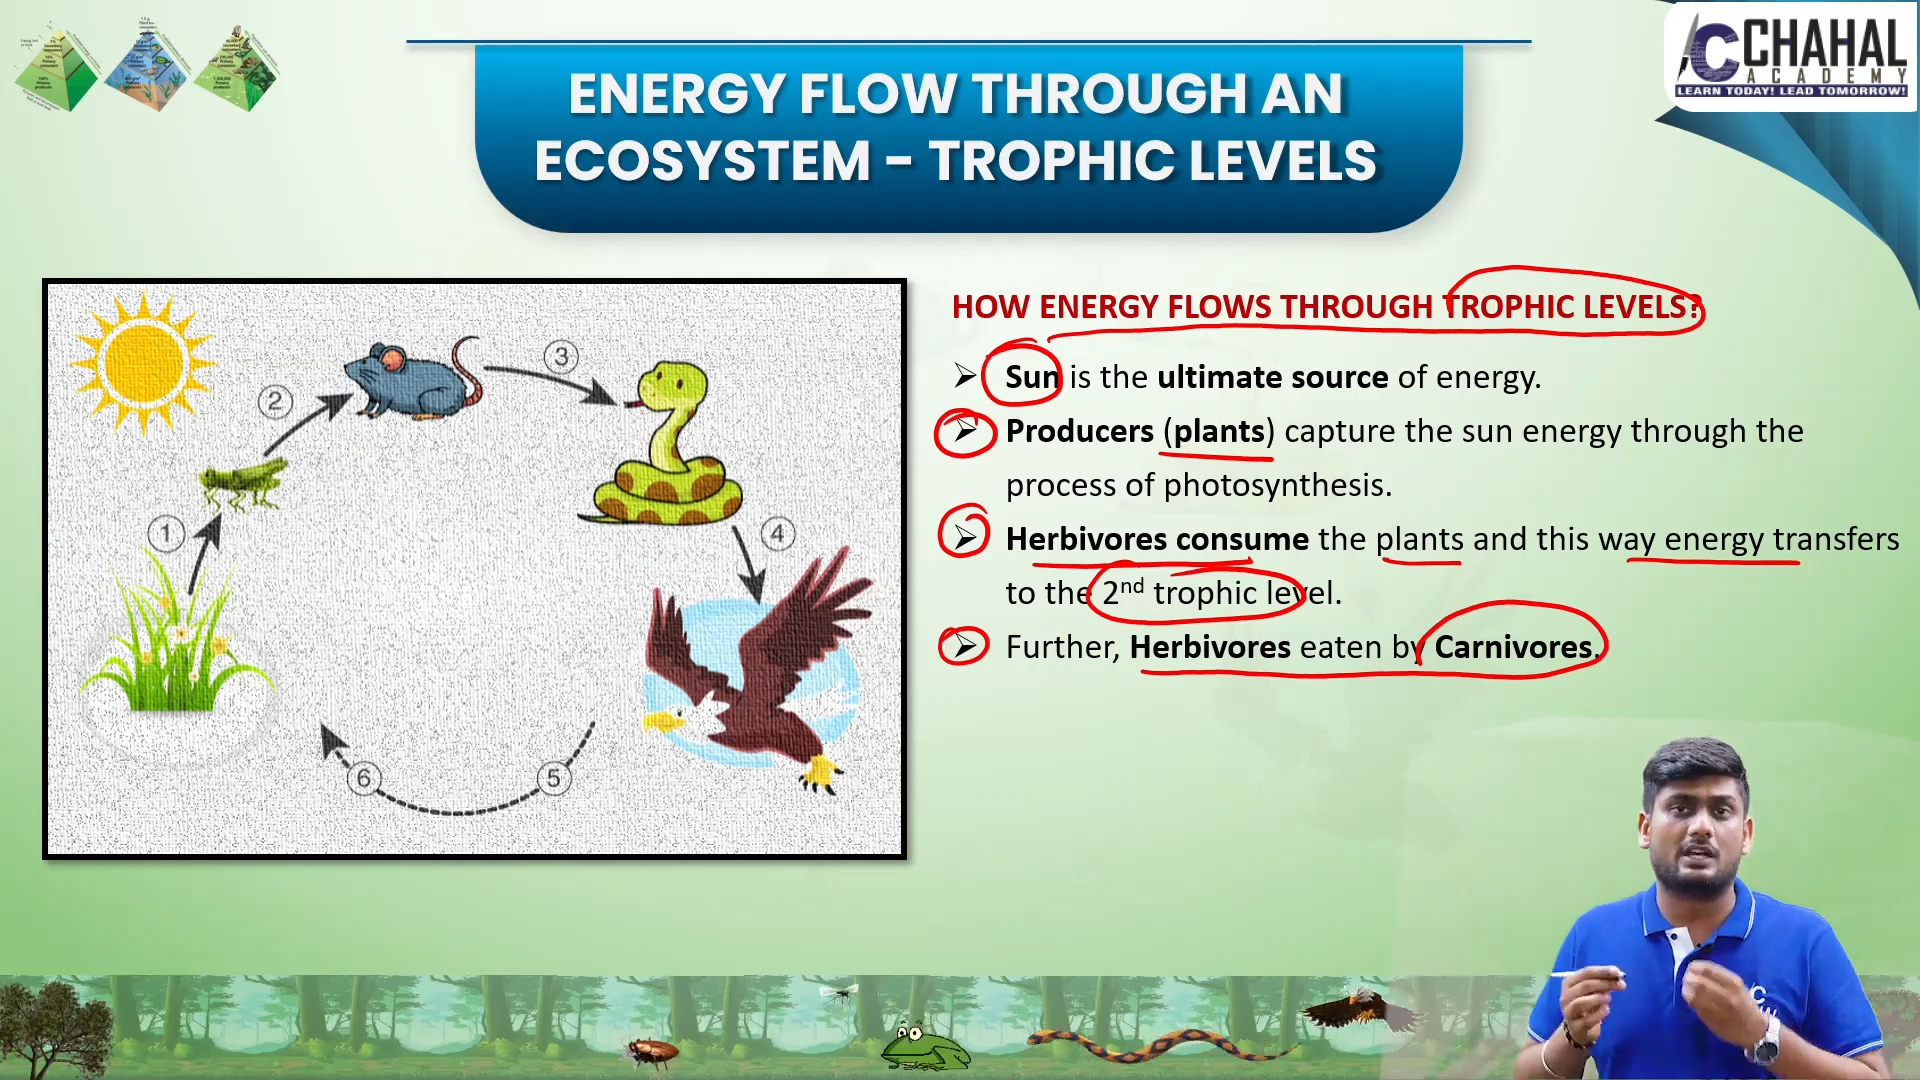 CHAHAL
ACADEMY
LEARN TODAY! LEAD TOMORROW!
ENERGY FLOW THROUGH AN
ECOSYSTEM - TROPHIC LEVELS
HOW ENERGY FLOWS THROUGH TROPHIC LEVELS?
➢ Sun is the ultimate source of energy.
➢ Producers (plants) capture the sun energy through the
process of photosynthesis.
➢ Herbivores consume the plants and this way energy transfers
to the 2nd trophic level.
➢ Further, Herbivores eaten by Carnivores.
1
2
3
4
5
6